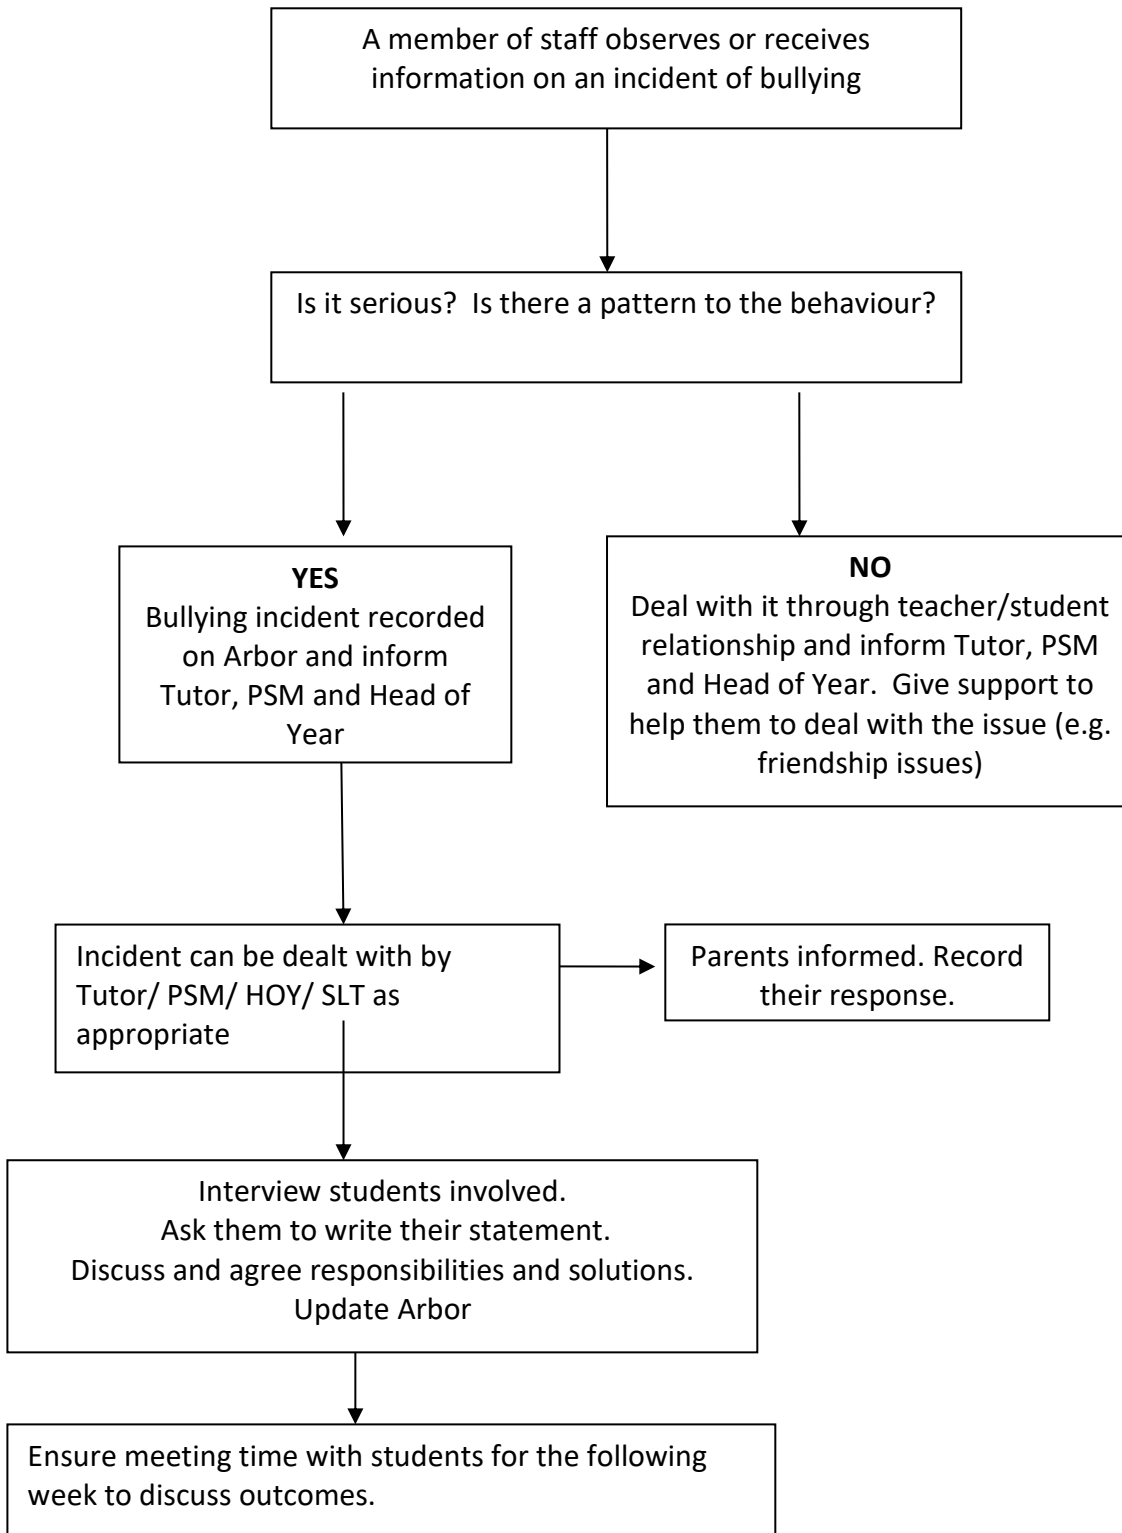 A member of staff observes or receives
information on an incident of bullying
Is it serious?  Is there a pattern to the behaviour?
YES
Bullying incident recorded
on Arbor and inform
Tutor, PSM and Head of
Year
NO
Deal with it through teacher/student
relationship and inform Tutor, PSM
and Head of Year.  Give support to
help them to deal with the issue (e.g.
friendship issues)
Incident can be dealt with by
Tutor/ PSM/ HOY/ SLT as
appropriate
Parents informed. Record
their response.
Interview students involved.
Ask them to write their statement.
Discuss and agree responsibilities and solutions.
Update Arbor
Ensure meeting time with students for the following
week to discuss outcomes.